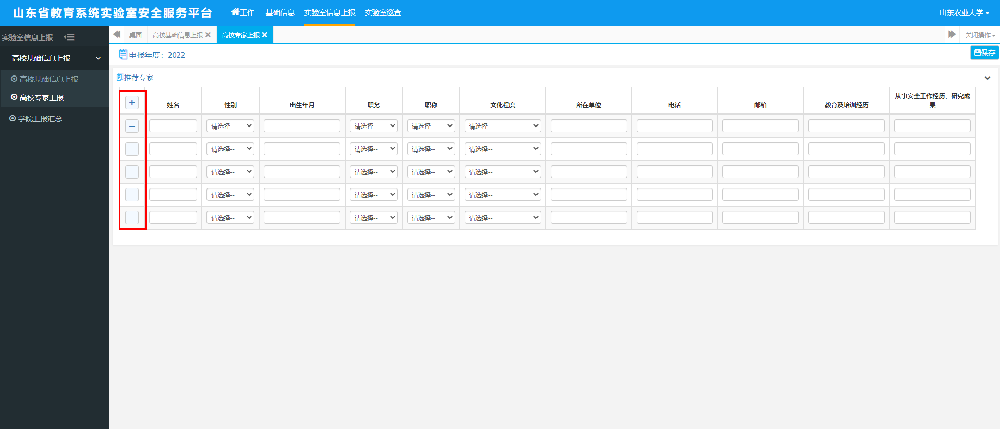 山东省教育系统实验室安全服务平台 工作 基础信息 实验室信息上报 实验室巡查 山东农业大学
实验室信息上报 桌面 高校基础信息上报 高校专家上报 关闭操作
高校基础信息上报
高校基础信息上报
高校专家上报
学院上报汇总
申报年度：2022 保存
推荐专家
+ 姓名 性别 出生年月 职务 职称 文化程度 所在单位 电话 邮箱 教育及培训经历 从事安全工作经历，研究成果
— 请选择-- 请选择-- 请选择-- 请选择--
— 请选择-- 请选择-- 请选择-- 请选择--
— 请选择-- 请选择-- 请选择-- 请选择--
— 请选择-- 请选择-- 请选择-- 请选择--
— 请选择-- 请选择-- 请选择-- 请选择--